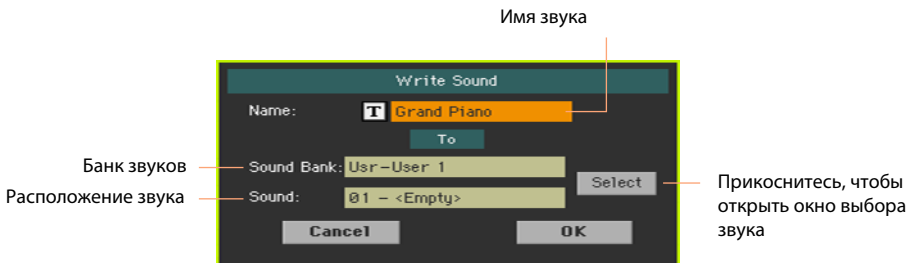 Имя звука
Write Sound
Name: T Grand Piano
To
Банк звуков
Sound Bank: Usr-User 1
Select
Расположение звука
Sound: 01 - <Empty>
Прикоснитесь, чтобы
открыть окно выбора
звука
Cancel OK